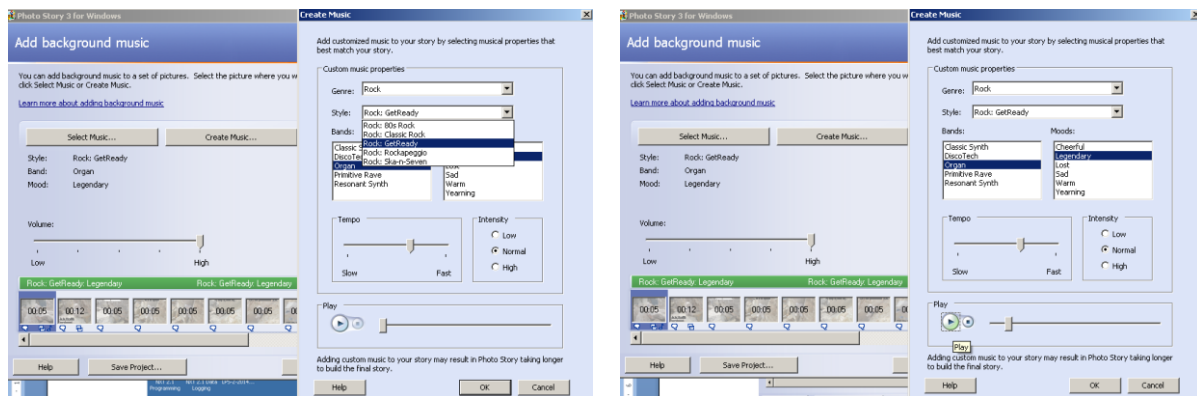 Photo Story 3 for Windows
Add background music
You can add background music to a set of pictures. Select the picture where you w
click Select Music or Create Music.
Learn more about adding background music
Select Music...
Create Music...
Style: Rock: GetReady
Band: Organ
Mood: Legendary
Volume:
Low High
Rock: GetReady: Legendary Rock: GetReady: Legendary
00:05 00:12 00:05 00:05 00:05 00:05
Help
Save Project...
Programming Logging
Create Music
Add customized music to your story by selecting musical properties that
best match your story.
Custom music properties
Genre: Rock
Style: Rock: GetReady
Rock: 80s Rock
Rock: Classic Rock
Rock: GetReady
Rock: Rockapeggio
Rock: Ska-n-Seven
Bands:
Classic S
DiscoTec
Organ
Primitive Rave
Resonant Synth
Lost
Sad
Warm
Yearning
Tempo
Slow Fast
Intensity
Low
Normal
High
Play
Adding custom music to your story may result in Photo Story taking longer
to build the final story.
Help
OK
Cancel
Photo Story 3 for Windows
Add background music
You can add background music to a set of pictures. Select the picture where you w
click Select Music or Create Music.
Learn more about adding background music
Select Music...
Create Music...
Style: Rock: GetReady
Band: Organ
Mood: Legendary
Volume:
Low High
Rock: GetReady: Legendary Rock: GetReady: Legendary
00:05 00:12 00:05 00:05 00:05 00:05
Help
Save Project...
Create Music
Add customized music to your story by selecting musical properties that
best match your story.
Custom music properties
Genre: Rock
Style: Rock: GetReady
Bands: Moods:
Classic Synth
DiscoTech
Organ
Primitive Rave
Resonant Synth
Cheerful
Legendary
Lost
Sad
Warm
Yearning
Tempo
Slow Fast
Intensity
Low
Normal
High
Play
Play
Adding custom music to your story may result in Photo Story taking longer
to build the final story.
Help
OK
Cancel